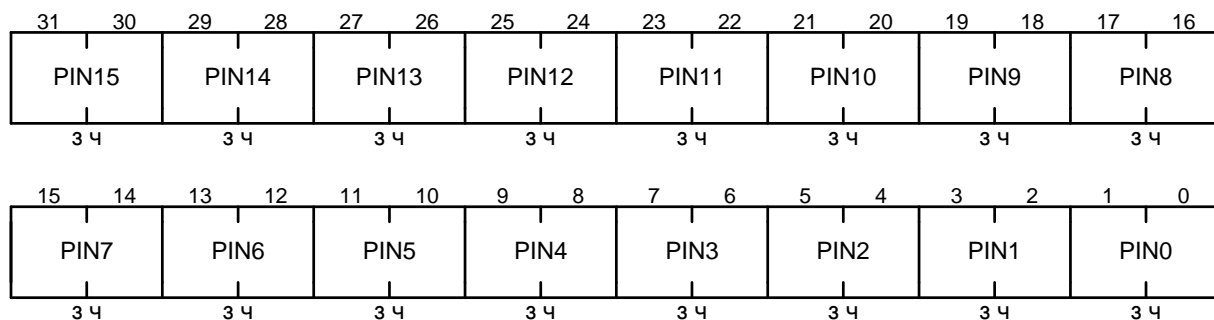 31 30 29 28 27 26 25 24 23 22 21 20 19 18 17 16
PIN15 PIN14 PIN13 PIN12 PIN11 PIN10 PIN9 PIN8
з ч з ч з ч з ч з ч з ч з ч з ч
15 14 13 12 11 10 9 8 7 6 5 4 3 2 1 0
PIN7 PIN6 PIN5 PIN4 PIN3 PIN2 PIN1 PIN0
з ч з ч з ч з ч з ч з ч з ч з ч